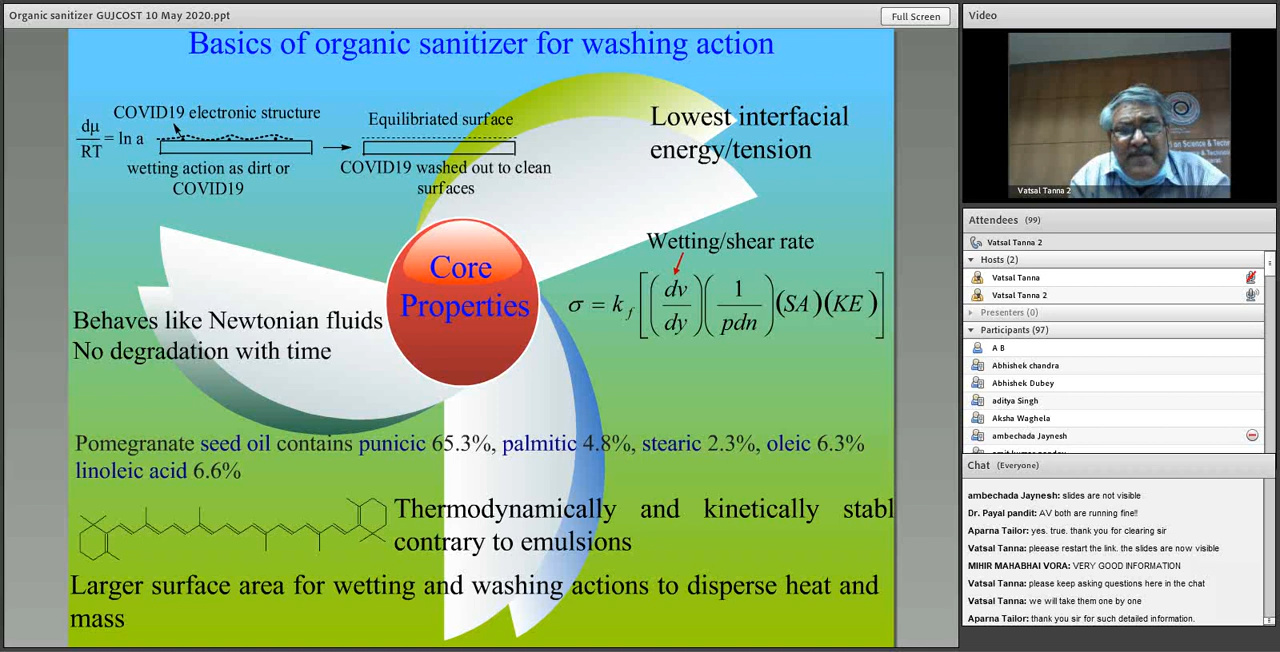 Organic sanitizer GUJCOST 10 May 2020.ppt
Full Screen
Basics of organic sanitizer for washing action
COVID19 electronic structure
dμ
RT
= ln a
wetting action as dirt or
COVID19
Equilibriated surface
COVID19 washed out to clean
surfaces
Lowest interfacial
energy/tension
Core
Properties
Wetting/shear rate
σ = k_f [(dv/dy)(1/pdn)(SA)(KE)]
Behaves like Newtonian fluids
No degradation with time
Pomegranate seed oil contains punicic 65.3%, palmitic 4.8%, stearic 2.3%, oleic 6.3%
linoleic acid 6.6%
Thermodynamically and kinetically stabl
contrary to emulsions
Larger surface area for wetting and washing actions to disperse heat and
mass
Video
Vatsal Tanna 2
Attendees (99)
Vatsal Tanna 2
Hosts (2)
Vatsal Tanna
Vatsal Tanna 2
Presenters (0)
Participants (97)
A B
Abhishek chandra
Abhishek Dubey
aditya Singh
Aksha Waghela
ambechada Jaynesh
Chat (Everyone)
ambechada Jaynesh: slides are not visible
Dr. Payal pandit: AV both are running fine!!
Aparna Tailor: yes. true. thank you for clearing sir
Vatsal Tanna: pleease restart the link. the slides are now visible
MIHIR MAHABHAI VORA: VERY GOOD INFORMATION
Vatsal Tanna: please keep asking questions here in the chat
Vatsal Tanna: we will take them one by one
Aparna Tailor: thank you sir for such detailed information.